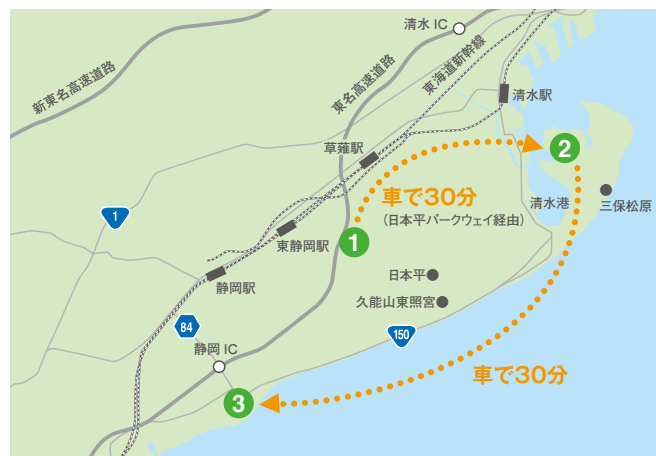 清水 IC
新東名高速道路
東名高速道路
東海道新幹線
清水駅
草薙駅
2
1
車で30分
(日本平パークウェイ経由)
清水港
三保松原
東静岡駅
1
静岡駅
日本平
久能山東照宮
84
静岡 IC
150
車で30分
3